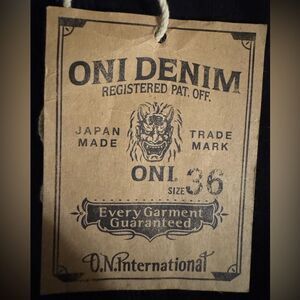 ONI DENIM
REGISTERED PAT. OFF.
JAPAN MADE
TRADE MARK
ONI.
SIZE 36
Every Garment
Guaranteed
O.N.International